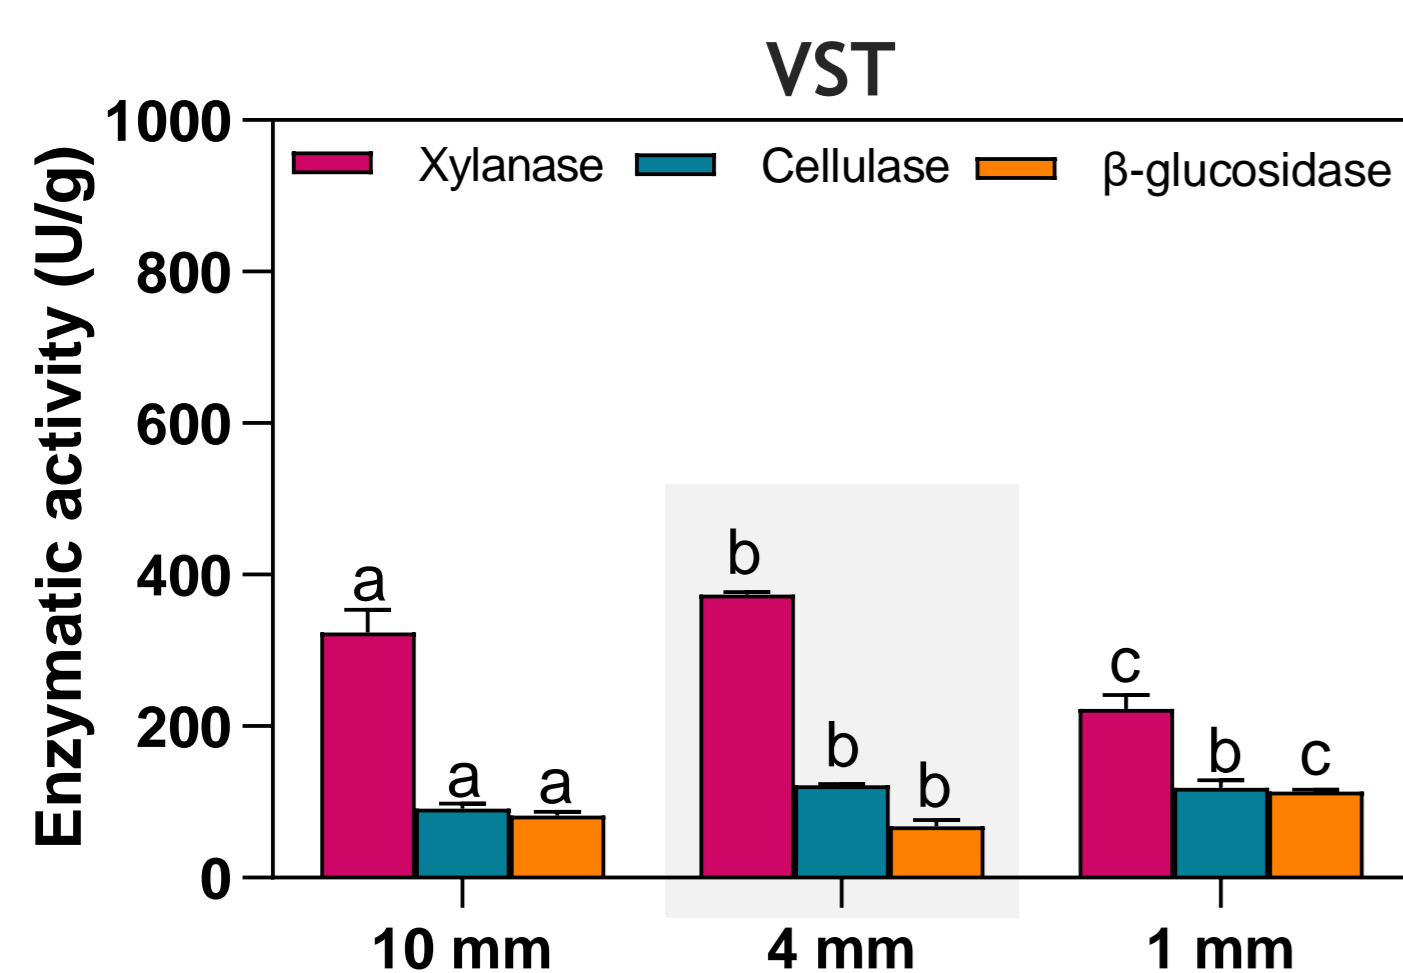 VST
Enzymatic activity (U/g)
1000
800
600
400
200
0
Xylanase Cellulase β-glucosidase
a a a
b b b
c b c
10 mm 4 mm 1 mm